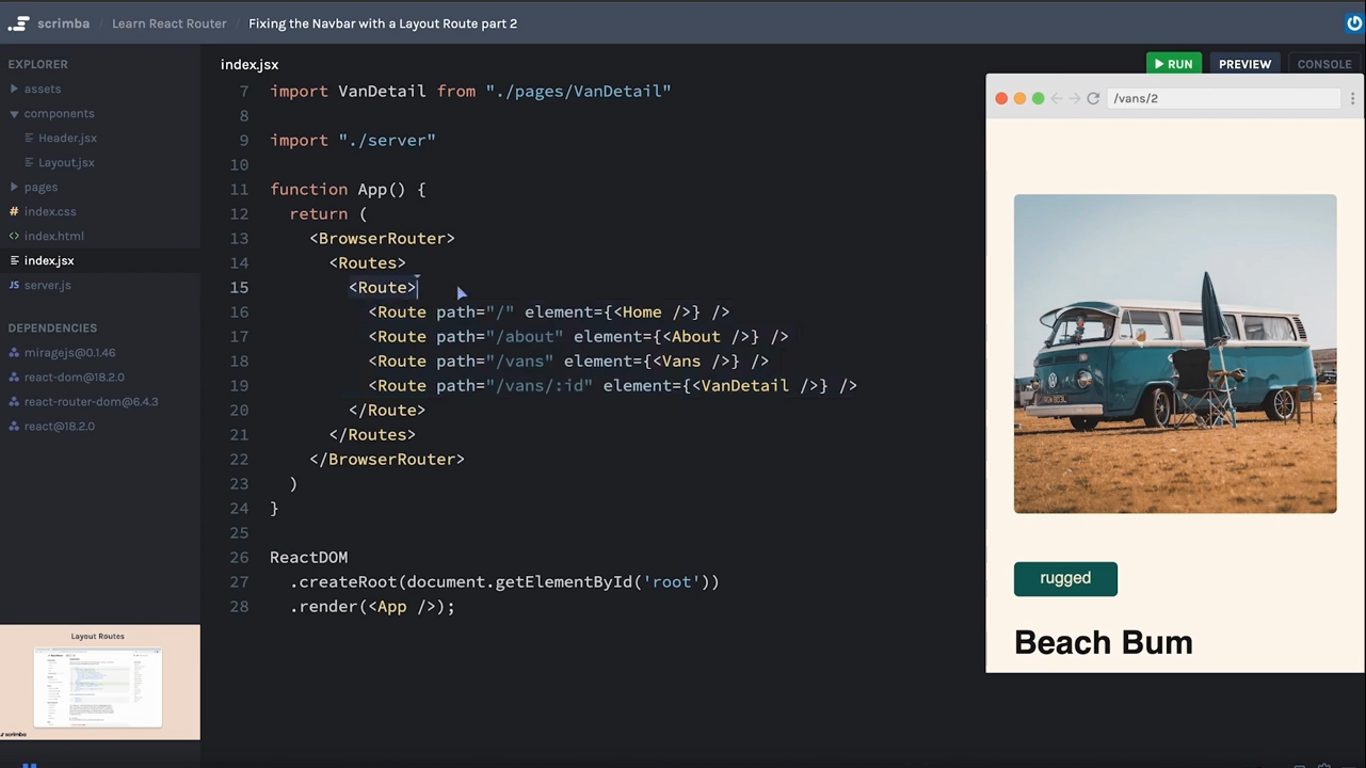 scrimba / Learn React Router / Fixing the Navbar with a Layout Route part 2
EXPLORER
assets
components
Header.jsx
Layout.jsx
pages
# index.css
<> index.html
index.jsx
JS server.js
DEPENDENCIES
miragejs@0.1.46
react-dom@18.2.0
react-router-dom@6.4.3
react@18.2.0
Layout Routes
scrimba
index.jsx
RUN
PREVIEW
CONSOLE
7 import VanDetail from "./pages/VanDetail"
8
9 import "./server"
10
11 function App() {
12 return (
13 <BrowserRouter>
14 <Routes>
15 <Route>
16 <Route path="/" element={<Home />} />
17 <Route path="/about" element={<About />} />
18 <Route path="/vans" element={<Vans />} />
19 <Route path="/vans/:id" element={<VanDetail />} />
20 </Route>
21 </Routes>
22 </BrowserRouter>
23 )
24 }
25
26 ReactDOM
27 .createRoot(document.getElementById('root'))
28 .render(<App />);
/vans/2
rugged
Beach Bum